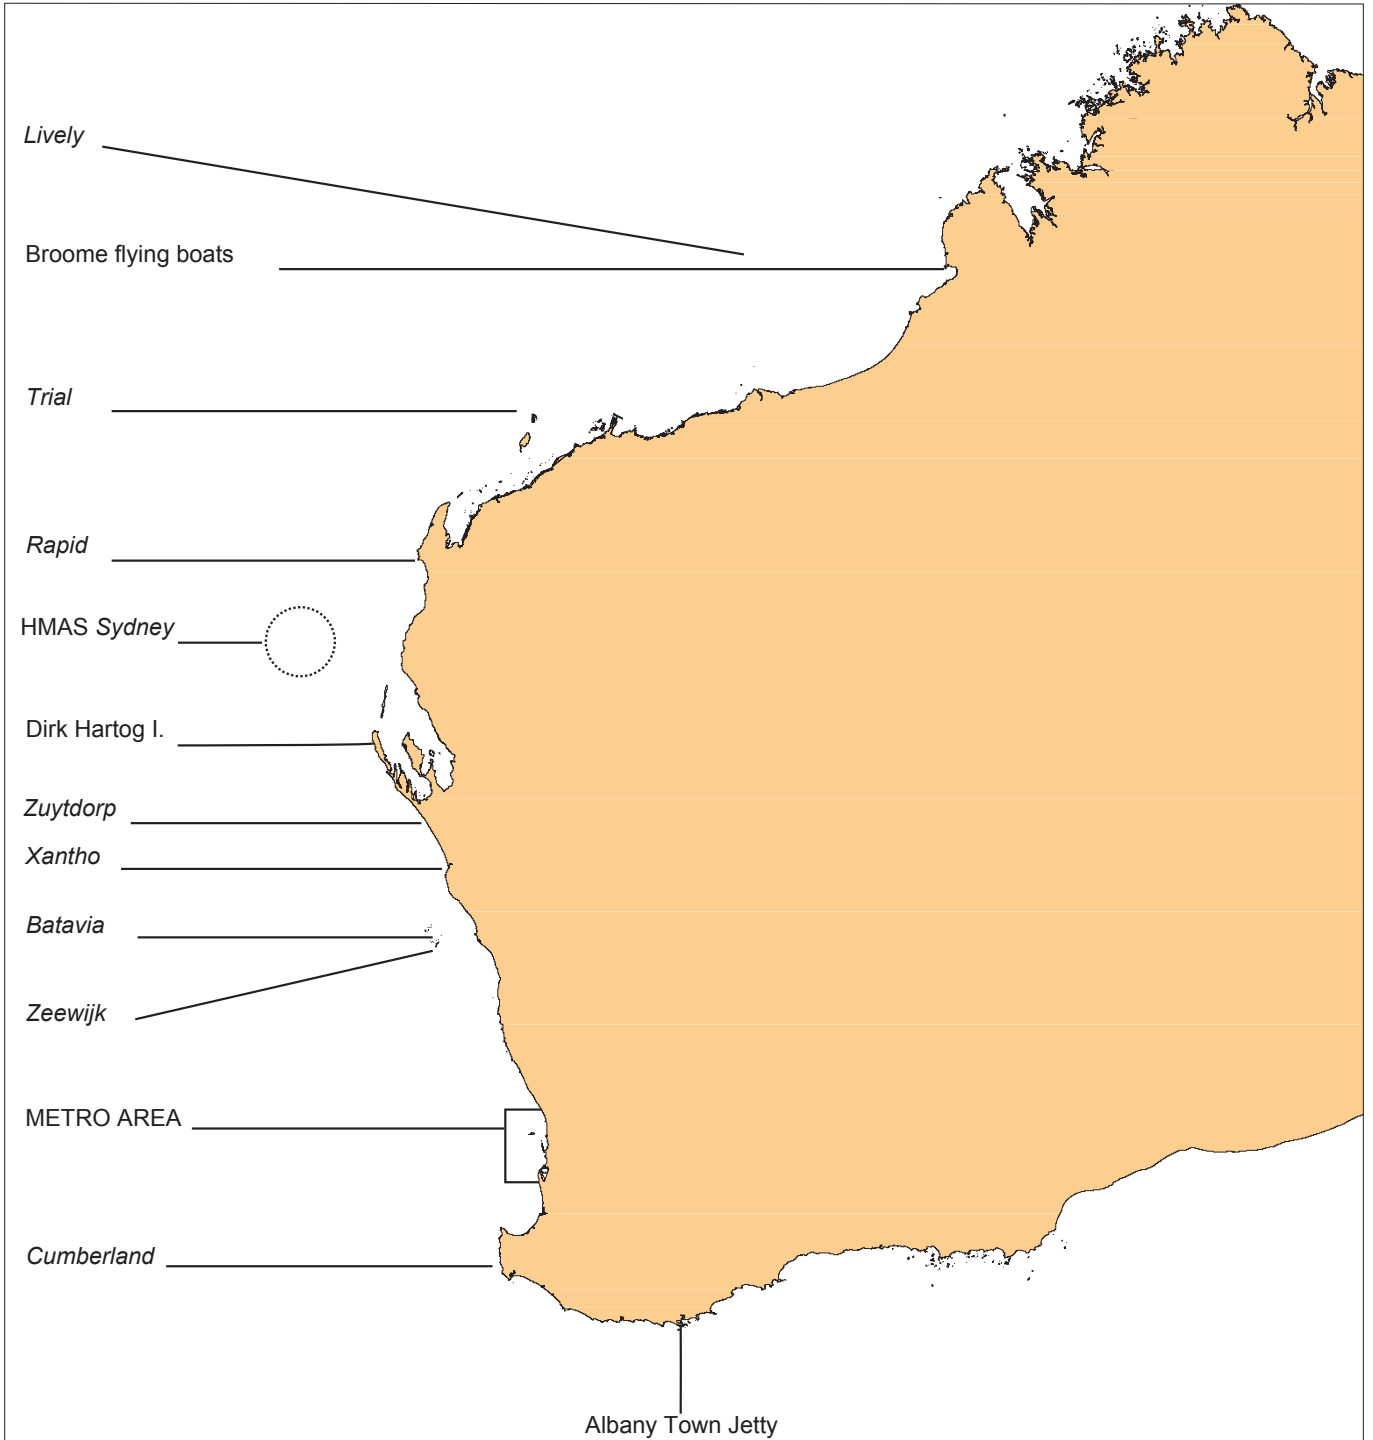 Lively
Broome flying boats
Trial
Rapid
HMAS Sydney
Dirk Hartog I.
Zuytdorp
Xantho
Batavia
Zeewijk
METRO AREA
Cumberland
Albany Town Jetty